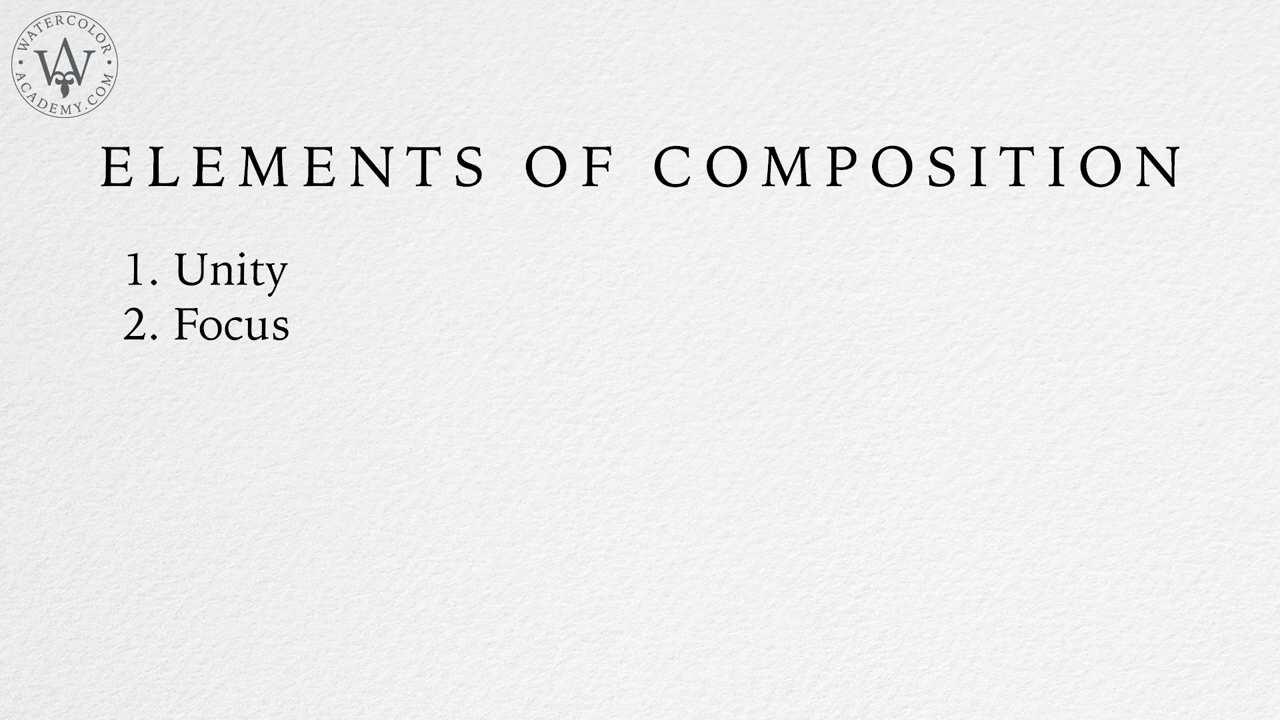 WATERCOLOR
ACADEMY.COM
ELEMENTS OF COMPOSITION
1. Unity
2. Focus